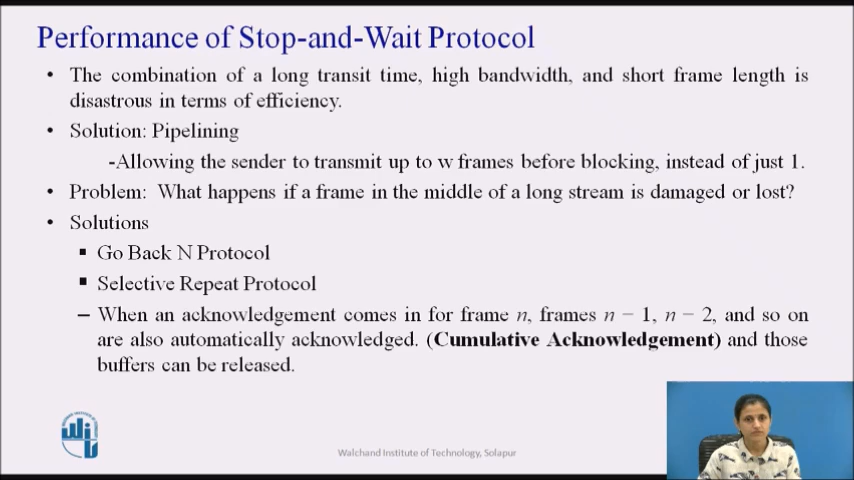 Performance of Stop-and-Wait Protocol
• The combination of a long transit time, high bandwidth, and short frame length is
disastrous in terms of efficiency.
• Solution: Pipelining
-Allowing the sender to transmit up to w frames before blocking, instead of just 1.
• Problem: What happens if a frame in the middle of a long stream is damaged or lost?
• Solutions
▪ Go Back N Protocol
▪ Selective Repeat Protocol
– When an acknowledgement comes in for frame n, frames n − 1, n − 2, and so on
are also automatically acknowledged. (Cumulative Acknowledgement) and those
buffers can be released.
Walchand Institute of Technology, Solapur